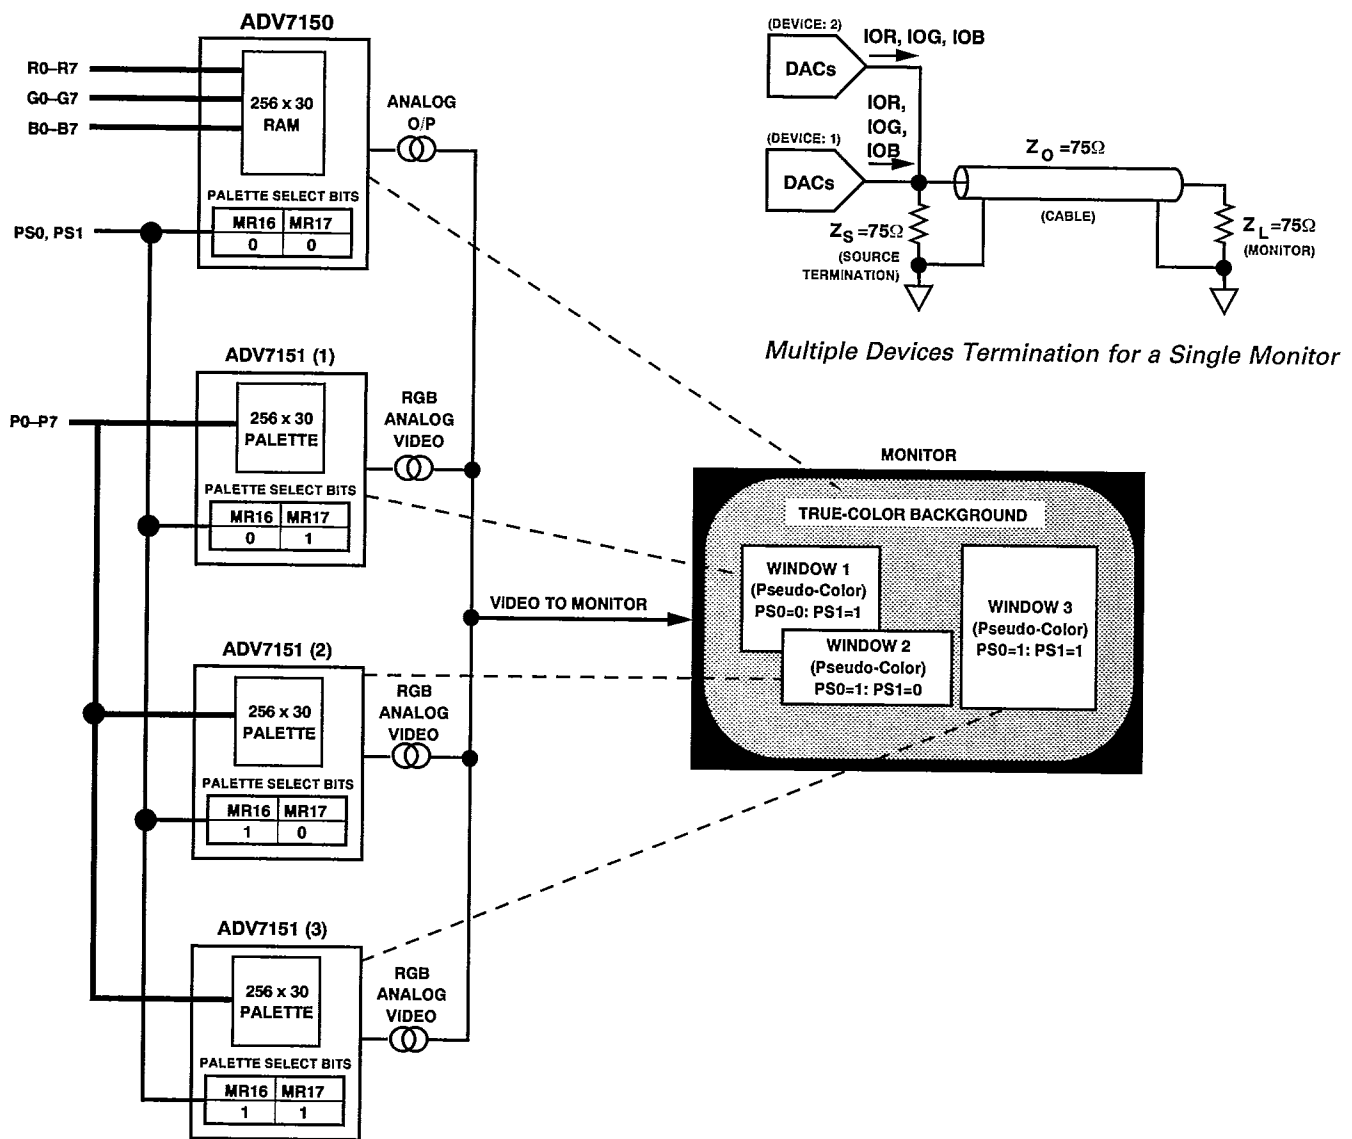 ADV7150
R0–R7
G0–G7
B0–B7
256 x 30
RAM
PALETTE SELECT BITS
MR16 MR17
0 0
PS0, PS1
ANALOG
O/P
(DEVICE: 2)
DACs
IOR, IOG, IOB
(DEVICE: 1)
DACs
IOR,
IOG,
IOB
ZO =75Ω
(CABLE)
ZS =75Ω
(SOURCE
TERMINATION)
ZL =75Ω
(MONITOR)
Multiple Devices Termination for a Single Monitor
ADV7151 (1)
P0–P7
256 x 30
PALETTE
PALETTE SELECT BITS
MR16 MR17
0 1
RGB
ANALOG
VIDEO
MONITOR
TRUE-COLOR BACKGROUND
WINDOW 1
(Pseudo-Color)
PS0=0: PS1=1
WINDOW 2
(Pseudo-Color)
PS0=1: PS1=0
WINDOW 3
(Pseudo-Color)
PS0=1: PS1=1
VIDEO TO MONITOR
ADV7151 (2)
256 x 30
PALETTE
PALETTE SELECT BITS
MR16 MR17
1 0
RGB
ANALOG
VIDEO
ADV7151 (3)
256 x 30
PALETTE
PALETTE SELECT BITS
MR16 MR17
1 1
RGB
ANALOG
VIDEO